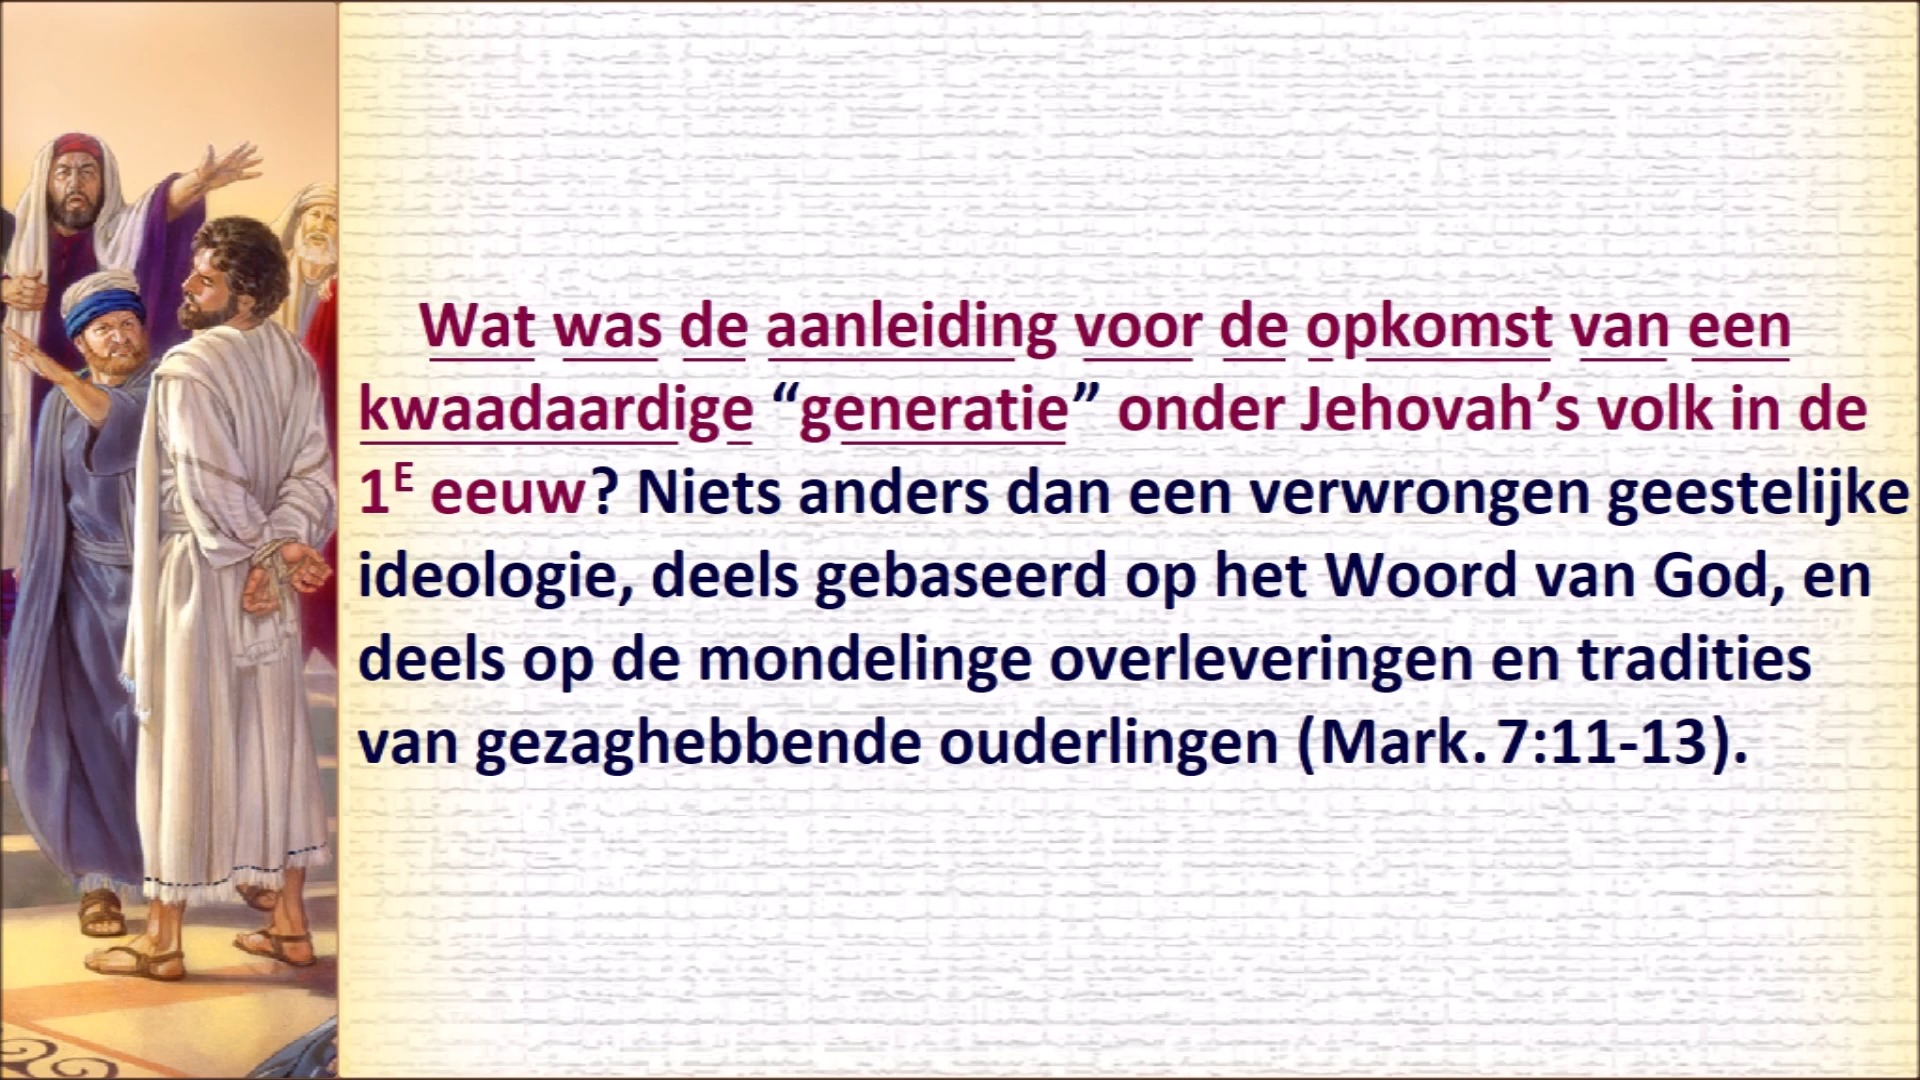 Wat was de aanleiding voor de opkomst van een
kwaadaardige “generatie” onder Jehovah’s volk in de
1E eeuw? Niets anders dan een verwrongen geestelijke
ideologie, deels gebaseerd op het Woord van God, en
deels op de mondelinge overleveringen en tradities
van gezaghebbende ouderlingen (Mark. 7:11-13).